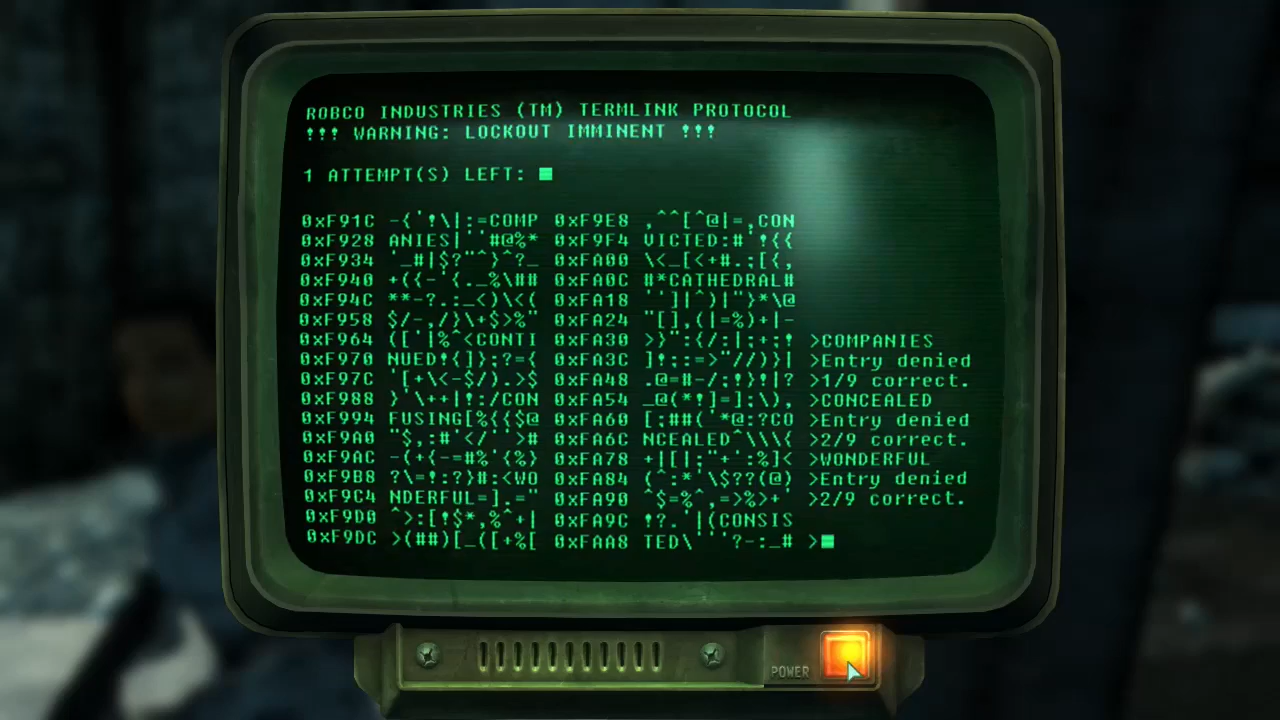 ROBCO INDUSTRIES (TM) TERMLINK PROTOCOL
!!! WARNING: LOCKOUT IMMINENT !!!
1 ATTEMPT(S) LEFT:
0xF91C -{'!\|:=COMP 0xF9E8 ,^^[^@|=,CON
0xF928 ANIES|''#@%* 0xF9F4 VICTED:#'!{{
0xF934 '_#|$?"^}^?_ 0xFA00 \<_[<+#.;[{,
0xF940 +({-'{._%\## 0xFA0C #*CATHEDRAL#
0xF94C **-?.:_<)\<( 0xFA18 '']|^)|"}*\@
0xF958 $/-,/}\+$>%" 0xFA24 "[],(|=%)+|-
0xF964 (['|%^<CONTI 0xFA30 >}":{/:|;+;! >COMPANIES
0xF970 NUED!{]};?={ 0xFA3C ]!;:=>"//)}| >Entry denied
0xF97C '[+\<-$/).>$ 0xFA48 .@=#-/;!}!|? >1/9 correct.
0xF988 }'\++|!:/CON 0xFA54 _@(*!]=];\), >CONCEALED
0xF994 FUSING[%{{$@ 0xFA60 [;##('*@:?CO >Entry denied
0xF9A0 "$,:#'</''># 0xFA6C NCEALED^\\\{ >2/9 correct.
0xF9AC -(+{-=#%'{%} 0xFA78 +|[|;"+':%]< >WONDERFUL
0xF9B8 ?\=!:?}#:<WO 0xFA84 (^:*'\$??(@) >Entry denied
0xF9C4 NDERFUL=].=" 0xFA90 ^$=%^,=>%>+' >2/9 correct.
0xF9D0 ^>:[!$*,%^+| 0xFA9C !?.'|(CONSIS
0xF9DC >(##)[_([+%[ 0xFAA8 TED\'''?-:_# >
POWER